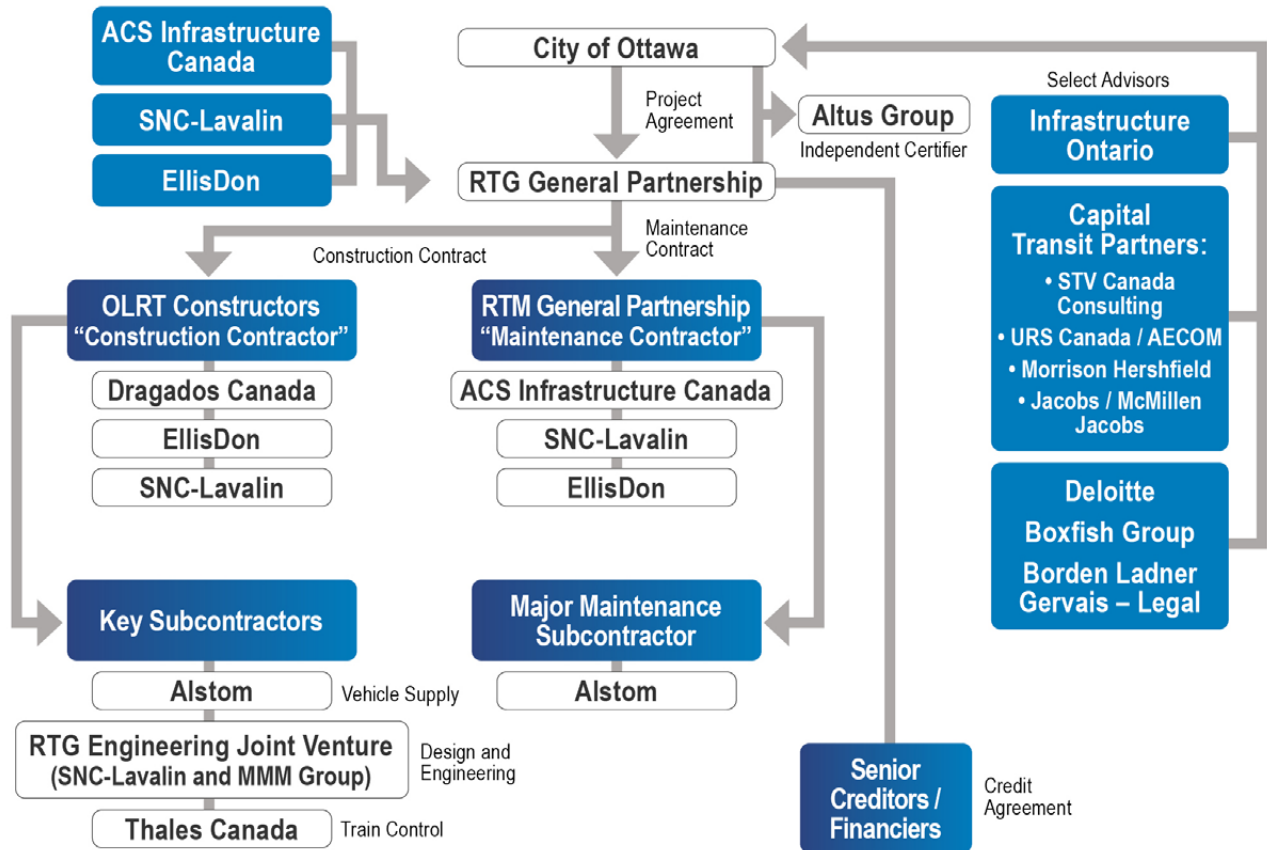 ACS Infrastructure
Canada
SNC-Lavalin
EllisDon
City of Ottawa
Project
Agreement
Altus Group
Independent Certifier
RTG General Partnership
Select Advisors
Infrastructure
Ontario
Capital
Transit Partners:
• STV Canada
Consulting
• URS Canada / AECOM
• Morrison Hershfield
• Jacobs / McMillen
Jacobs
Deloitte
Boxfish Group
Borden Ladner
Gervais – Legal
Construction Contract
Maintenance
Contract
OLRT Constructors
“Construction Contractor”
Dragados Canada
EllisDon
SNC-Lavalin
RTM General Partnership
“Maintenance Contractor”
ACS Infrastructure Canada
SNC-Lavalin
EllisDon
Key Subcontractors
Alstom
Vehicle Supply
RTG Engineering Joint Venture
(SNC-Lavalin and MMM Group)
Design and
Engineering
Thales Canada
Train Control
Major Maintenance
Subcontractor
Alstom
Senior
Creditors /
Financiers
Credit
Agreement